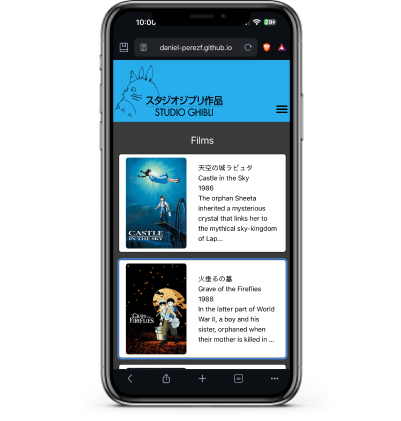 10:00
daniel-perezf.github.io
スタジオジブリ作品
STUDIO GHIBLI
Films
CASTLE
IN THE SKY
天空の城ラピュタ
Castle in the Sky
1986
The orphan Sheeta
inherited a mysterious
crystal that links her to
the mythical sky-kingdom
of Lap...
GRAVE OF THE
FIREFLIES
火垂るの墓
Grave of the Fireflies
1988
In the latter part of World
War II, a boy and his
sister, orphaned when
their mother is killed in ...